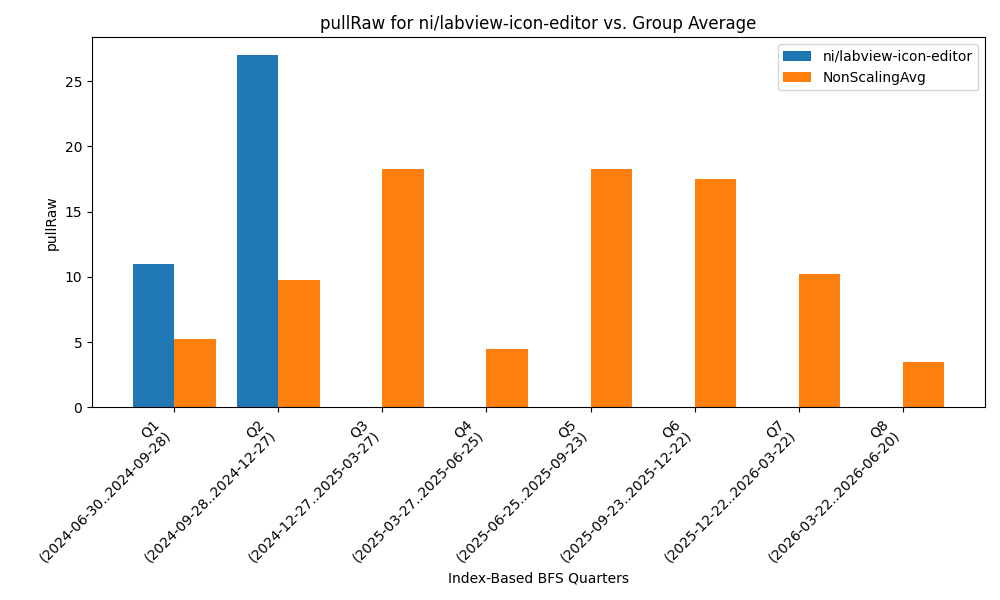 pullRaw for ni/labview-icon-editor vs. Group Average
ni/labview-icon-editor
NonScalingAvg
pullRaw
25
20
15
10
5
0
Q1
(2024-06-30..2024-09-28)
Q2
(2024-09-28..2024-12-27)
Q3
(2024-12-27..2025-03-27)
Q4
(2025-03-27..2025-06-25)
Q5
(2025-06-25..2025-09-23)
Q6
(2025-09-23..2025-12-22)
Q7
(2025-12-22..2026-03-22)
Q8
(2026-03-22..2026-06-20)
Index-Based BFS Quarters